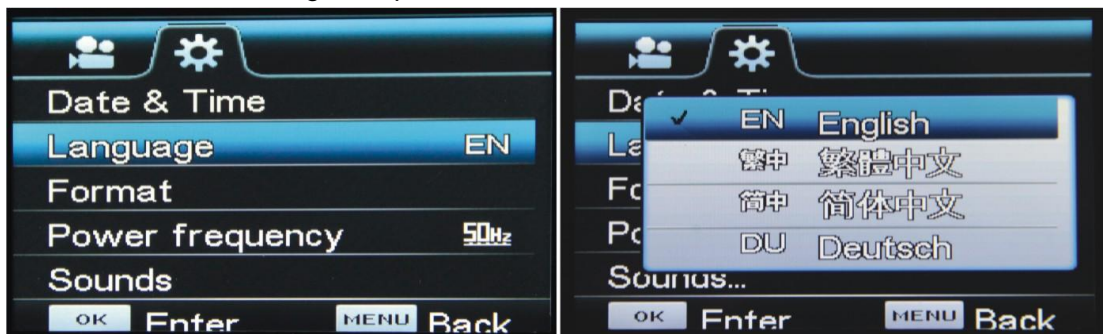 Date & Time
Language EN
Format
Power frequency 50Hz
Sounds
OK Enter MENU Back
EN English
繁中 繁體中文
简中 简体中文
DU Deutsch
Sounds...
OK Enter MENU Back